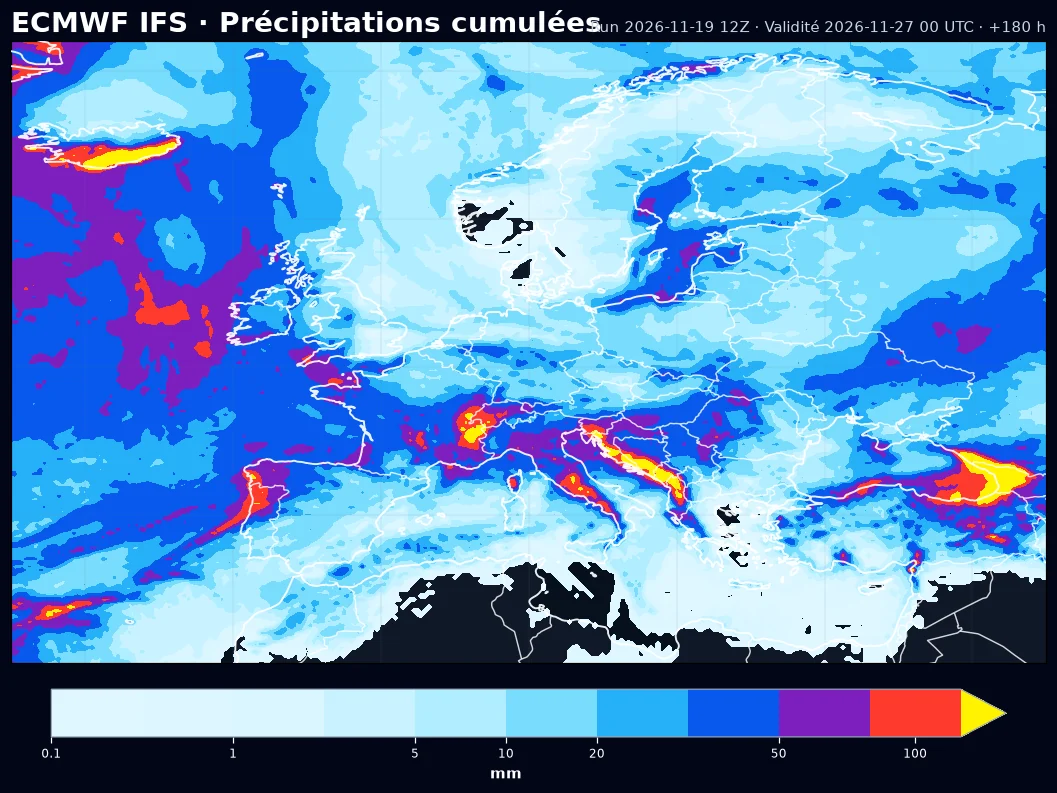 ECMWF IFS · Précipitations cumulées
Run 2026-11-19 12Z · Validité 2026-11-27 00 UTC · +180 h
0.1 1 5 10 20 50 100
mm